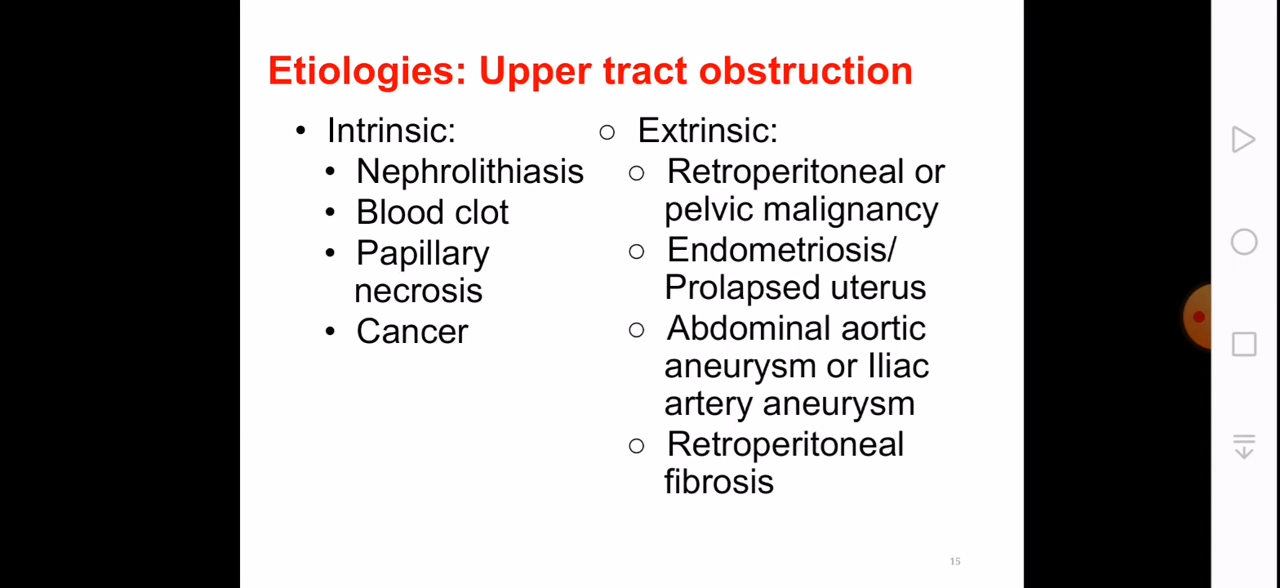 Etiologies: Upper tract obstruction
• Intrinsic:
• Nephrolithiasis
• Blood clot
• Papillary
necrosis
• Cancer
○ Extrinsic:
○ Retroperitoneal or
pelvic malignancy
○ Endometriosis/
Prolapsed uterus
○ Abdominal aortic
aneurysm or Iliac
artery aneurysm
○ Retroperitoneal
fibrosis
15